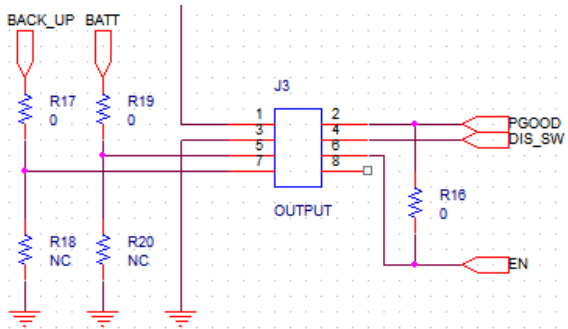 BACK_UP BATT
R17
0
R19
0
J3
1 2
3 4
5 6
7 8
PGOOD
DIS_SW
R16
0
OUTPUT
R18
NC
R20
NC
EN